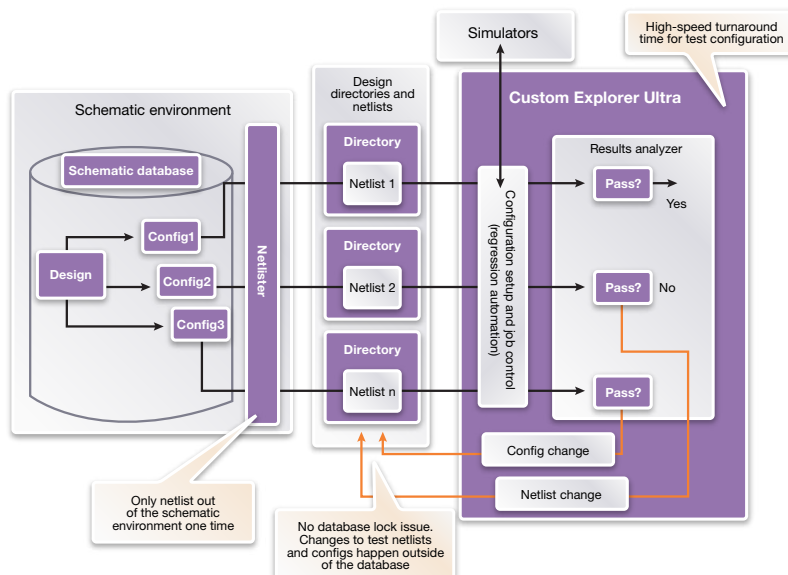 Simulators
High-speed turnaround
time for test configuration
Schematic environment
Design
directories and
netlists
Custom Explorer Ultra
Schematic database
Directory
Netlist 1
Results analyzer
Pass?
Yes
Config1
Design
Config2
Config3
Netlister
Directory
Netlist 2
Configuration setup and job control
(regression automation)
Pass?
No
Directory
Netlist n
Pass?
Config change
Netlist change
Only netlist out
of the schematic
environment one time
No database lock issue.
Changes to test netlists
and configs happen outside
of the database